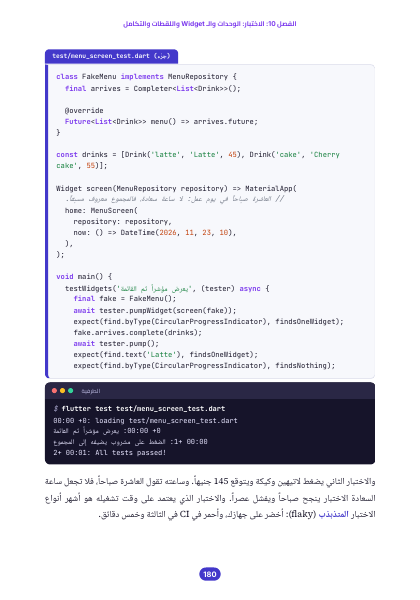 الفصل 10: الاختبار: الوحدات والـ Widget واللقطات والتكامل
test/menu_screen_test.dart (جزء)
class FakeMenu implements MenuRepository {
  final arrives = Completer<List<Drink>>();
  @override
  Future<List<Drink>> menu() => arrives.future;
}
const drinks = [Drink('latte', 'Latte', 45), Drink('cake', 'Cherry
cake', 55)];
Widget screen(MenuRepository repository) => MaterialApp(
  // العاشرة صباحاً في يوم عمل: لا ساعة سعادة، فالمجموع معروف مسبقاً.
  home: MenuScreen(
    repository: repository,
    now: () => DateTime(2026, 11, 23, 10),
  ),
);
void main() {
  testWidgets('يعرض مؤشراً ثم القائمة', (tester) async {
    final fake = FakeMenu();
    await tester.pumpWidget(screen(fake));
    expect(find.byType(CircularProgressIndicator), findsOneWidget);
    fake.arrives.complete(drinks);
    await tester.pump();
    expect(find.text('Latte'), findsOneWidget);
    expect(find.byType(CircularProgressIndicator), findsNothing);
الطرفية
$ flutter test test/menu_screen_test.dart
00:00 +0: loading test/menu_screen_test.dart
00:00 +0: يعرض مؤشراً ثم القائمة
00:00 +1: الضغط على مشروب يضيفه إلى المجموع
00:01 +2: All tests passed!
والاختبار الثاني يضغط لاتيهين وكيكة ويتوقع 145 جنيهاً. وساعته تقول العاشرة صباحاً، فلا تجعل ساعة
السعادة الاختبار ينجح صباحاً ويفشل عصراً. والاختبار الذي يعتمد على وقت تشغيله هو أشهر أنواع
الاختبار المتذبذب (flaky): أخضر على جهازك، وأحمر في CI في الثالثة وخمس دقائق.
180